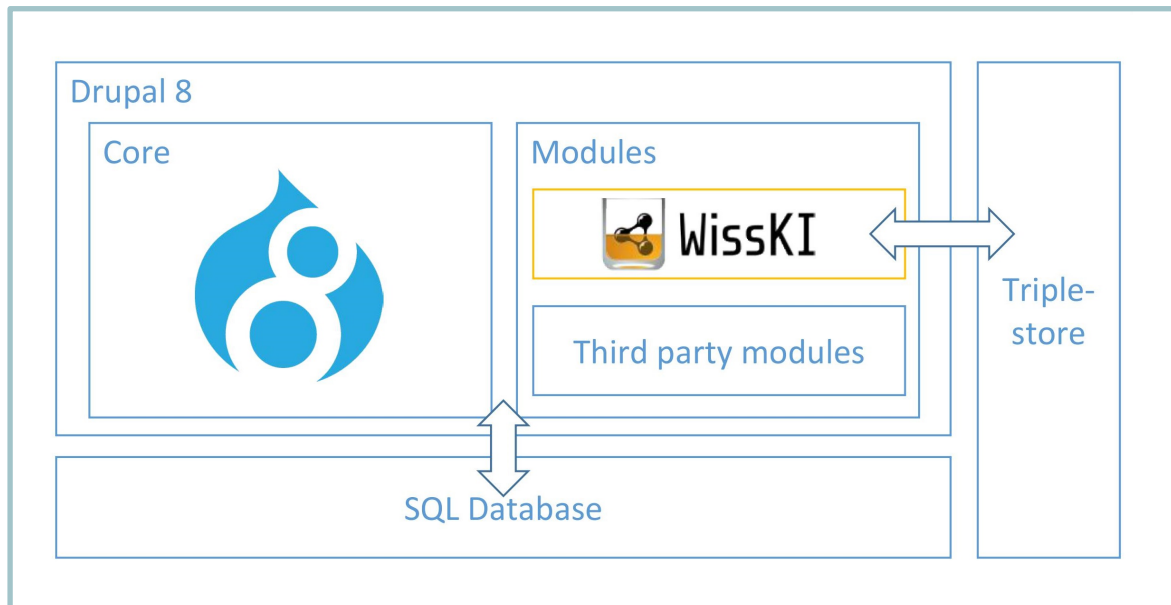 Drupal 8
Core
Modules
WissKI
Third party modules
Triple-
store
SQL Database